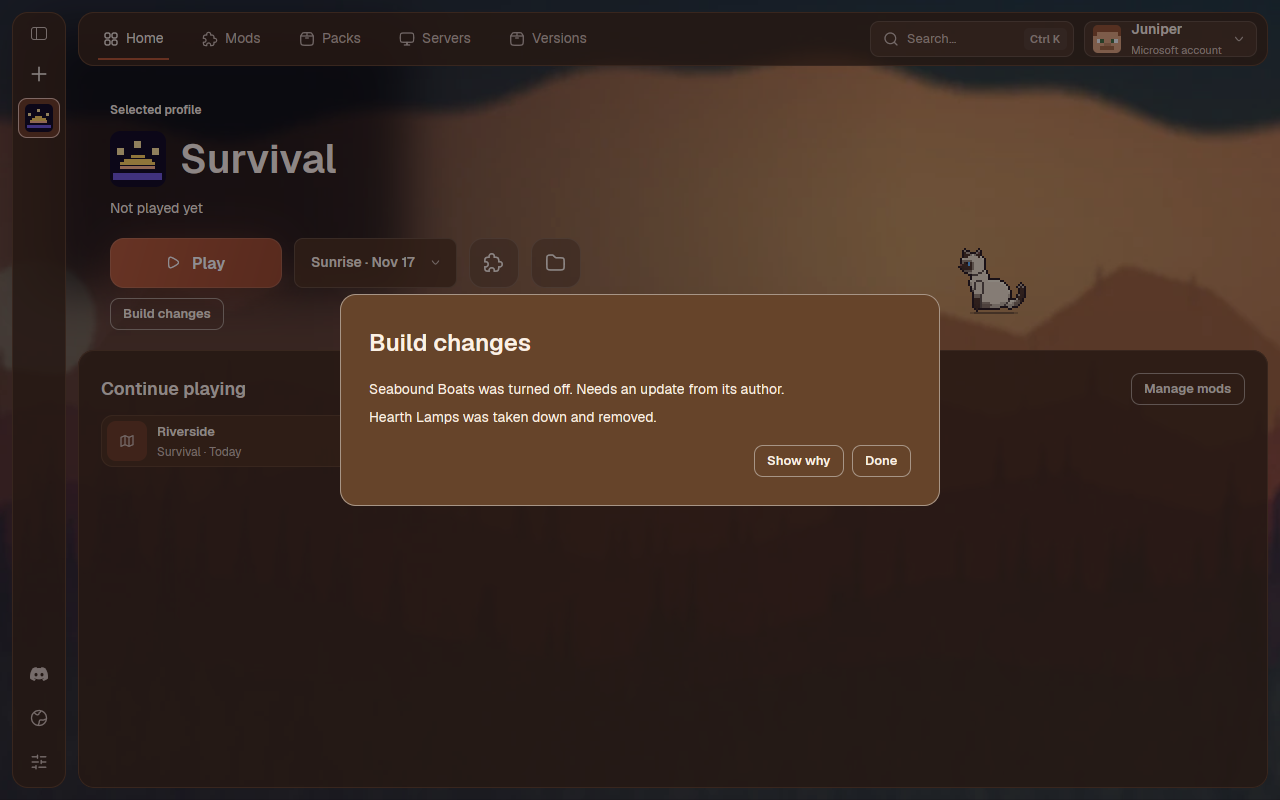 Home
Mods
Packs
Servers
Versions
Search...
Ctrl K
Juniper
Microsoft account
Selected profile
Survival
Not played yet
Play
Sunrise · Nov 17
Build changes
Build changes
Seabound Boats was turned off. Needs an update from its author.
Hearth Lamps was taken down and removed.
Show why
Done
Continue playing
Manage mods
Riverside
Survival · Today